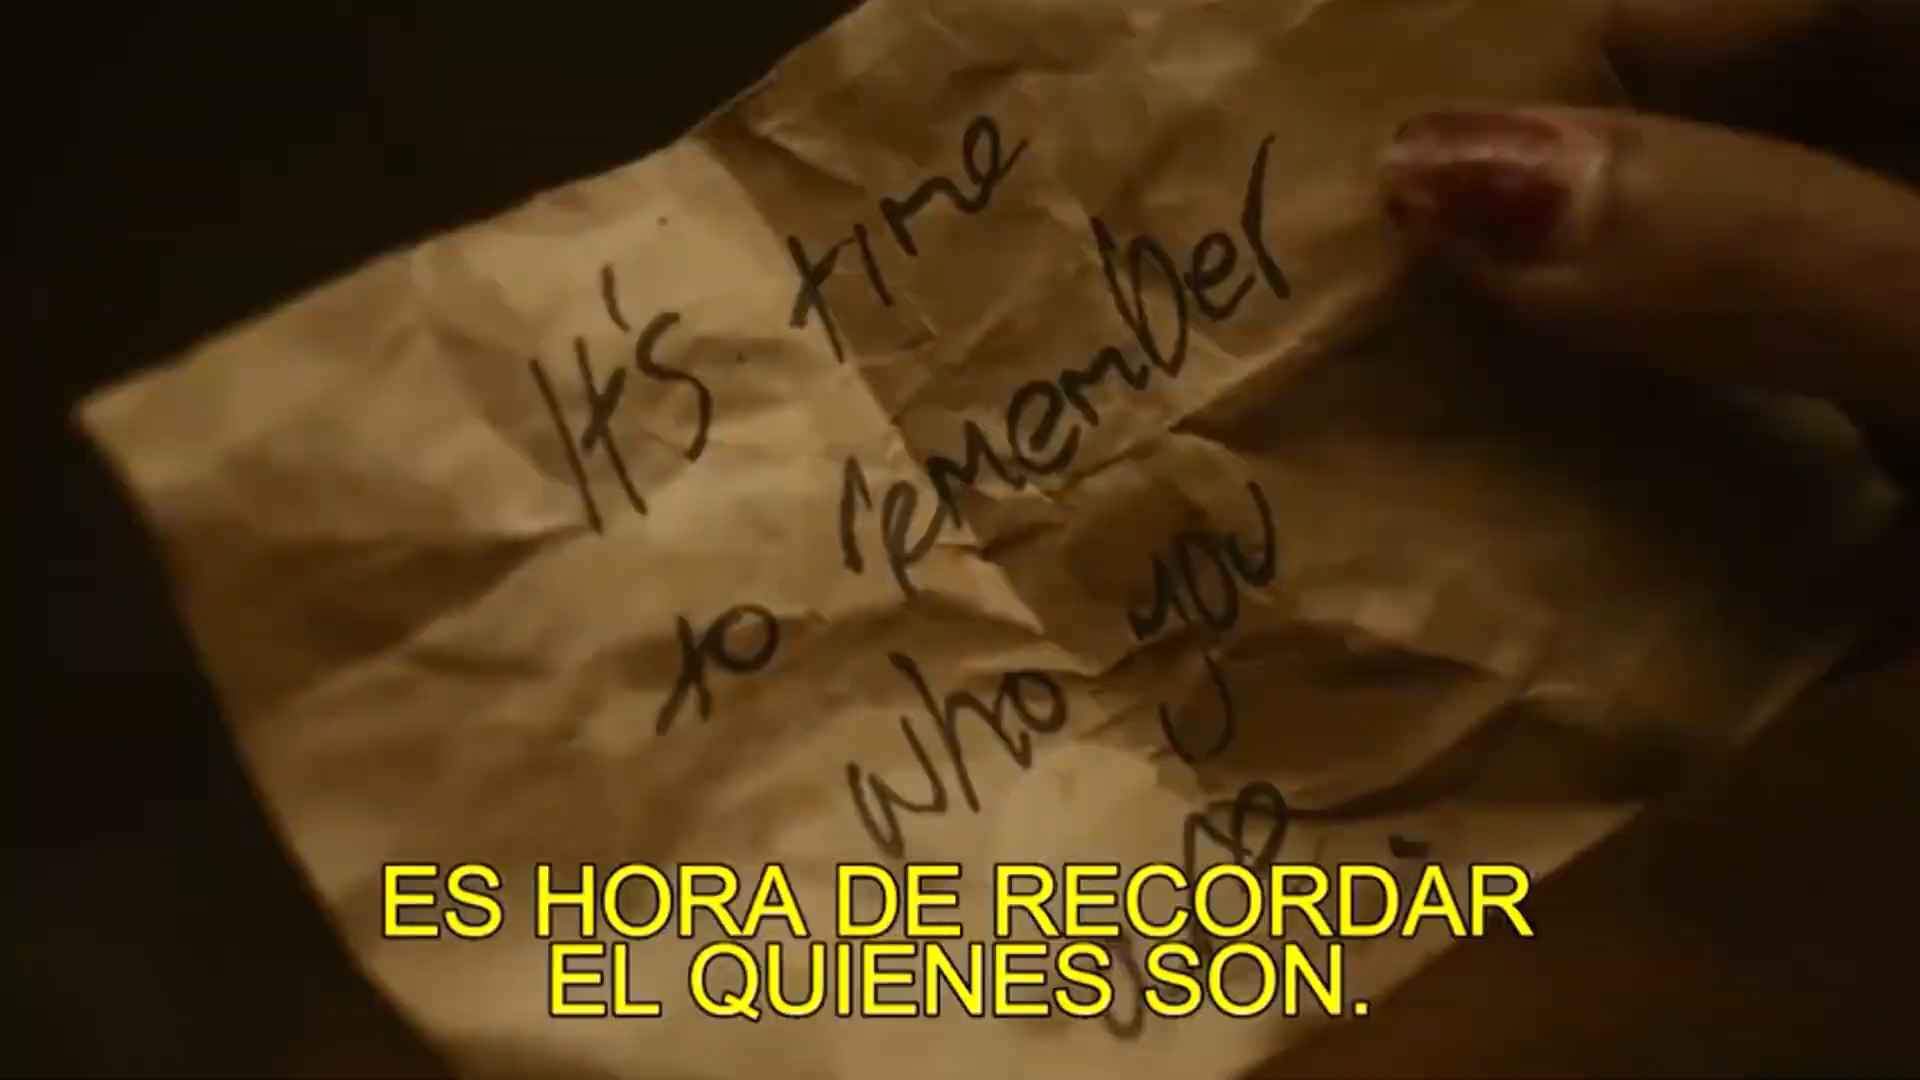 It's time
to remember
who you
ES HORA DE RECORDAR
EL QUIENES SON.